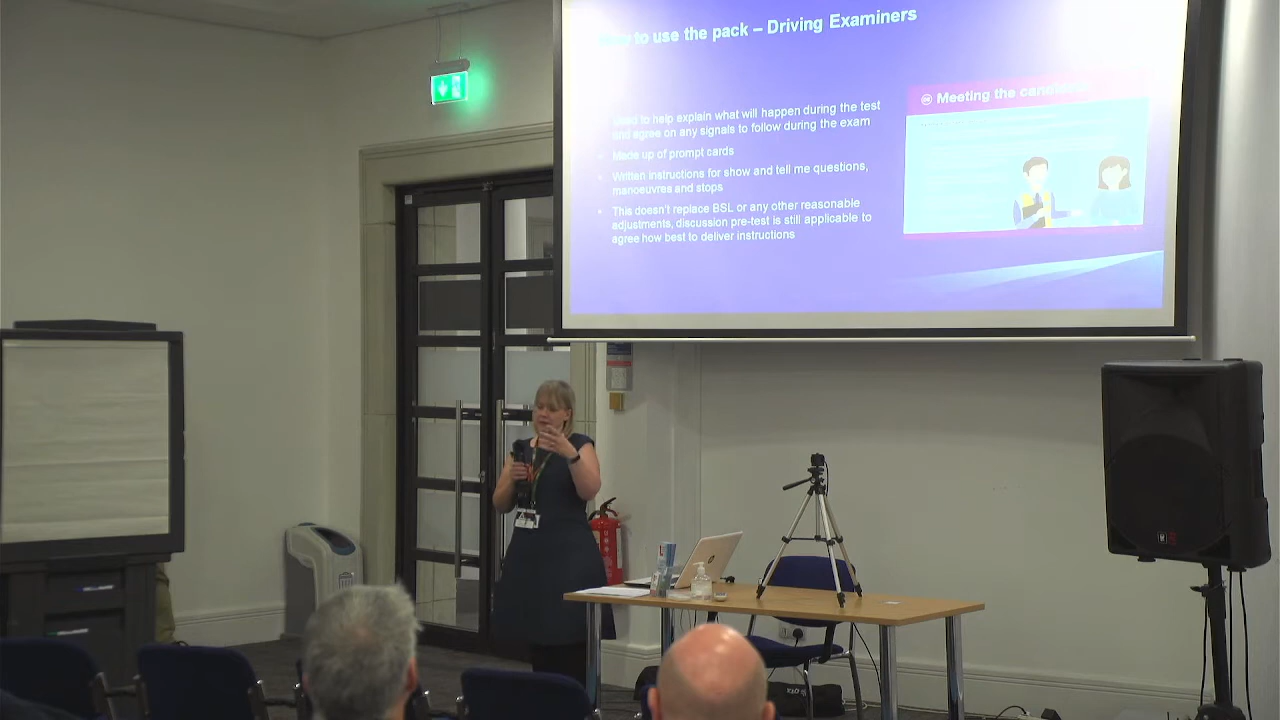 to use the pack – Driving Examiners
to help explain what will happen during the test
and agree on any signals to follow during the exam
Made up of prompt cards
Written instructions for show and tell me questions,
manoeuvres and stops
This doesn't replace BSL or any other reasonable
adjustments, discussion pre-test is still applicable to
agree how best to deliver instructions
Meeting the